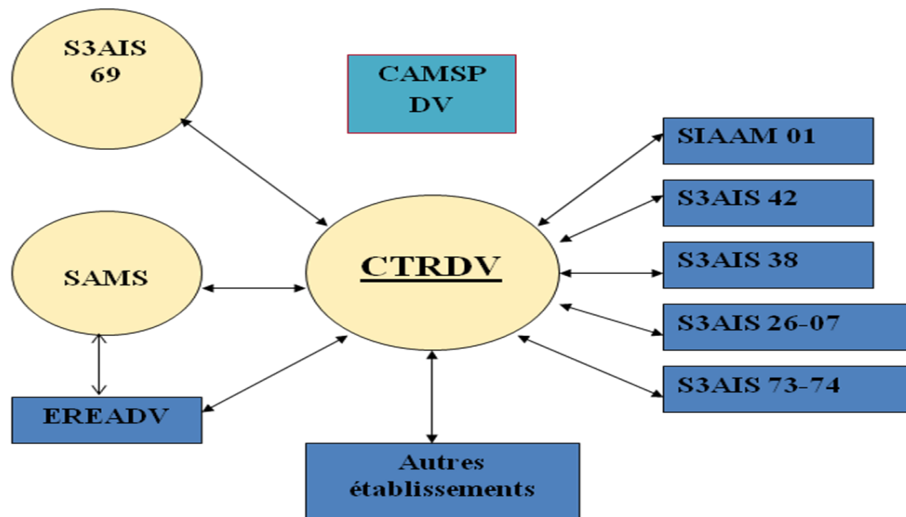 S3AIS
69
CAMSP
DV
SIAAM 01
S3AIS 42
S3AIS 38
S3AIS 26-07
S3AIS 73-74
CTRDV
SAMS
EREADV
Autres
établissements